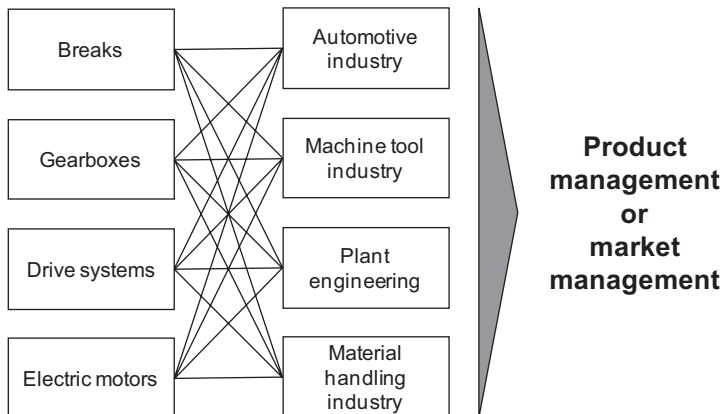 Breaks
Automotive
industry
Gearboxes
Machine tool
industry
Drive systems
Plant
engineering
Electric motors
Material
handling
industry
Product
management
or
market
management